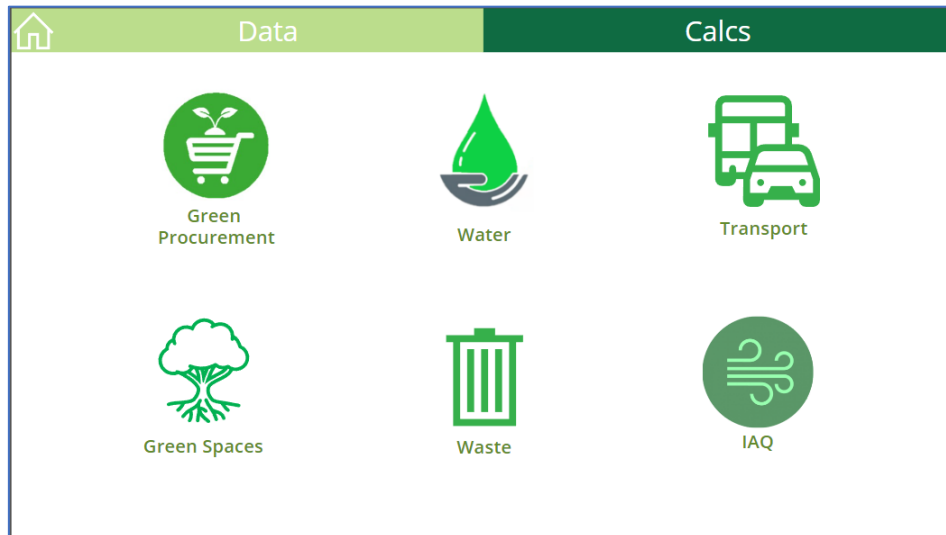 Data
Calcs
Green
Procurement
Water
Transport
Green Spaces
Waste
IAQ